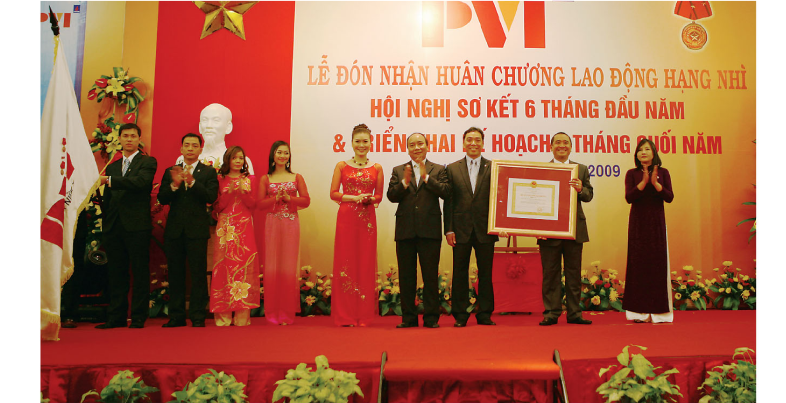 PVI
LỄ ĐÓN NHẬN HUÂN CHƯƠNG LAO ĐỘNG HẠNG NHÌ
HỘI NGHỊ SƠ KẾT 6 THÁNG ĐẦU NĂM
& KHAI HOẠCH THÁNG CUỐI NĂM
2009